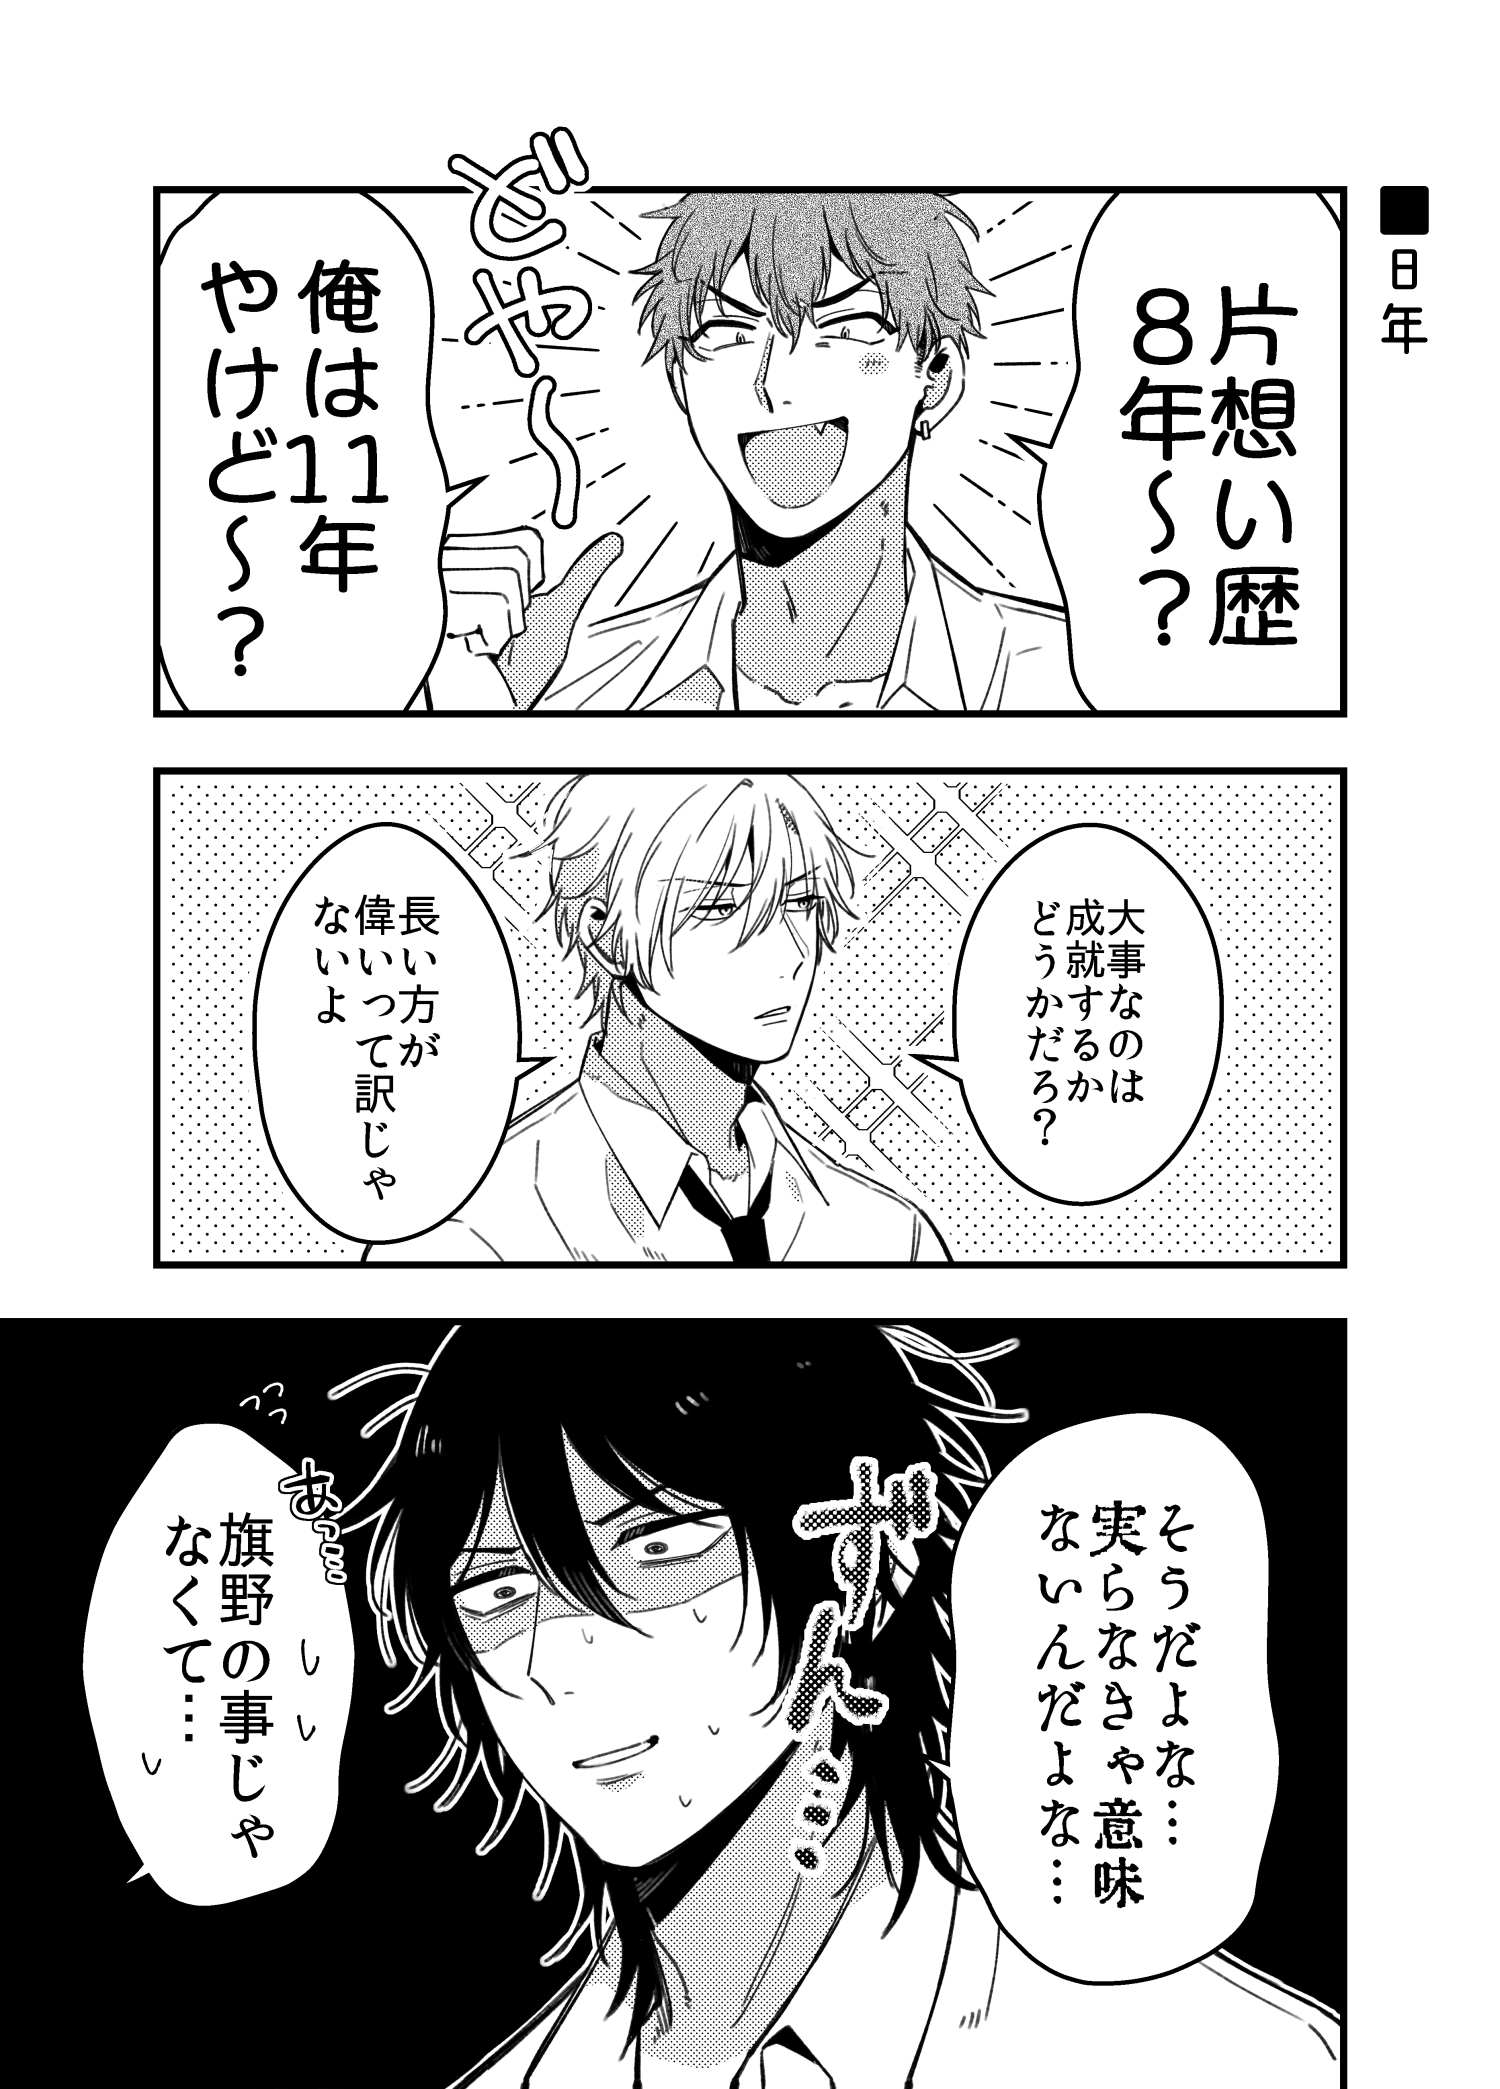 ■8年
片想い歴
8年〜？
俺は11年
やけど〜？
どや〜
大事なのは
成就するか
どうかだろ？
長い方が
偉いって訳じゃ
ないよ
そうだよな…
実らなきゃ意味
ないんだよな…
ずん……
あっ……
旗野の事じゃ
なくて…